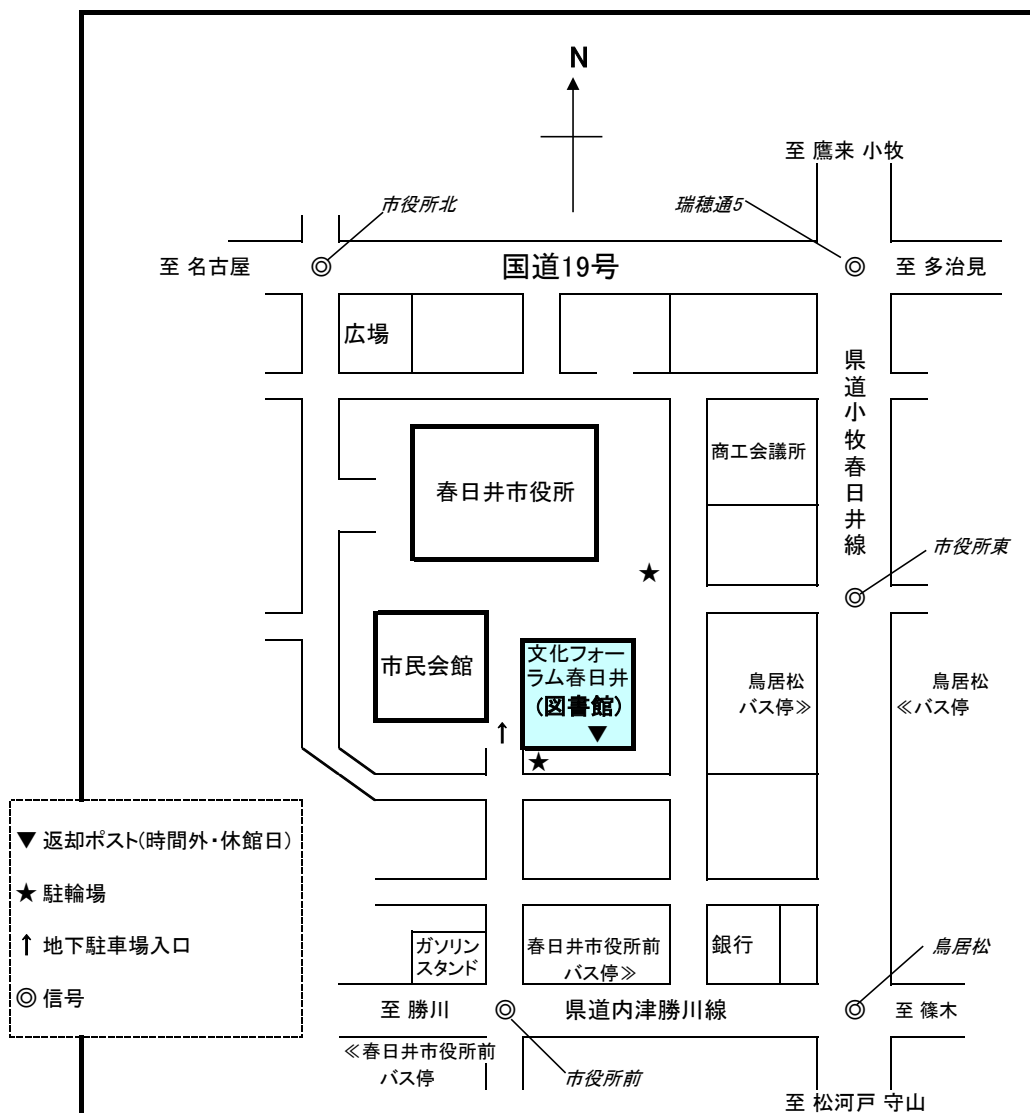 N
至 鷹来 小牧
市役所北
瑞穂通5
至 名古屋
◎
国道19号
◎
至 多治見
広場
県道小牧春日井線
商工会議所
春日井市役所
市役所東
★
◎
市民会館
文化フォー
ラム春日井
(図書館)
▼
鳥居松
バス停≫
鳥居松
≪バス停
↑
★
▼ 返却ポスト(時間外・休館日)
★ 駐輪場
↑ 地下駐車場入口
◎ 信号
ガソリン
スタンド
春日井市役所前
バス停≫
銀行
鳥居松
至 勝川
◎
県道内津勝川線
◎
至 篠木
≪春日井市役所前
バス停
市役所前
至 松河戸 守山